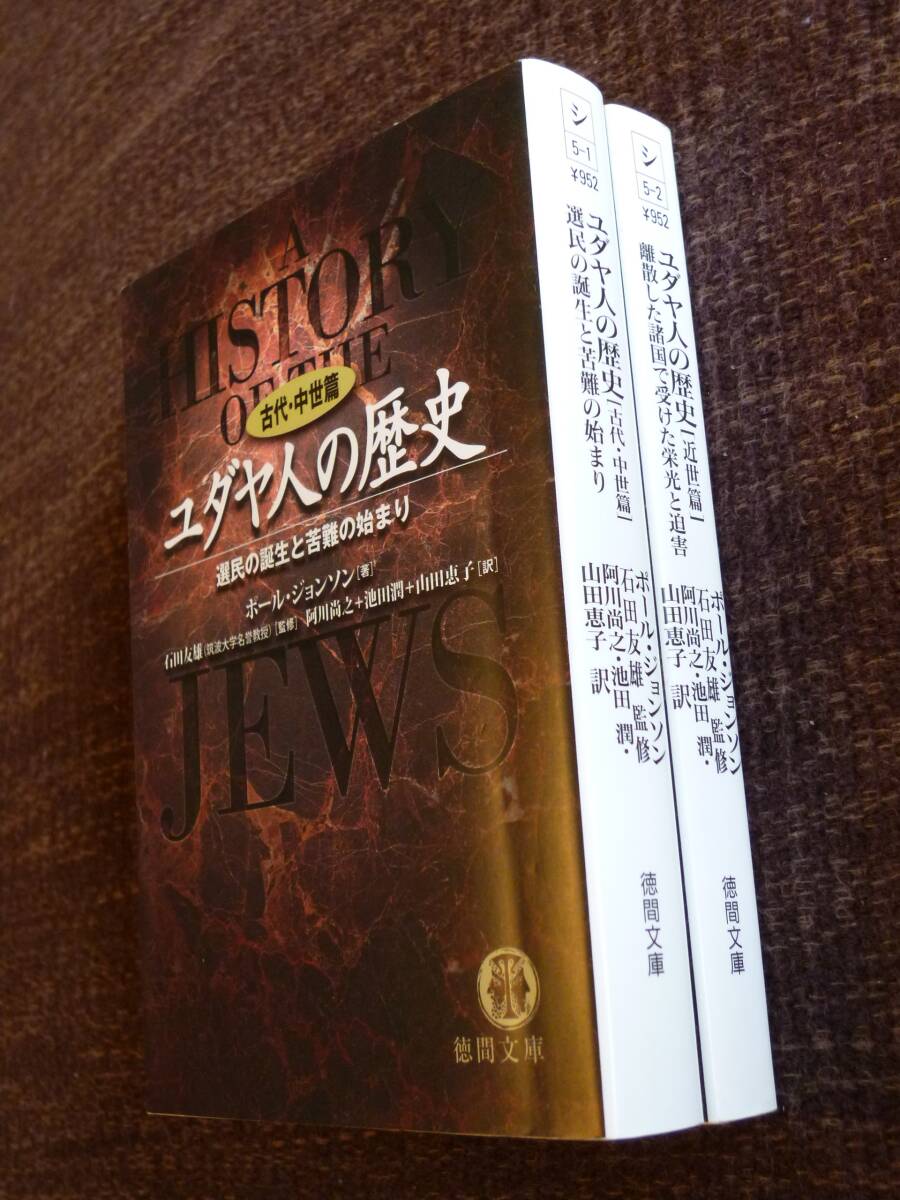 A
HISTORY
OF THE
古代・中世篇
ユダヤ人の歴史
選民の誕生と苦難の始まり
ポール・ジョンソン[著]
石田友雄(筑波大学名誉教授)[監修] 阿川尚之+池田潤+山田恵子[訳]
JEWS
徳間文庫
シ
5-1
¥952
ユダヤ人の歴史[古代・中世篇]
選民の誕生と苦難の始まり
ポール・ジョンソン
石田友雄 監修
阿川尚之・池田 潤・
山田恵子 訳
徳間文庫
シ
5-2
¥952
ユダヤ人の歴史[近世篇]
離散した諸国で受けた栄光と迫害
ポール・ジョンソン
石田友雄 監修
阿川尚之・池田 潤・
山田恵子 訳
徳間文庫